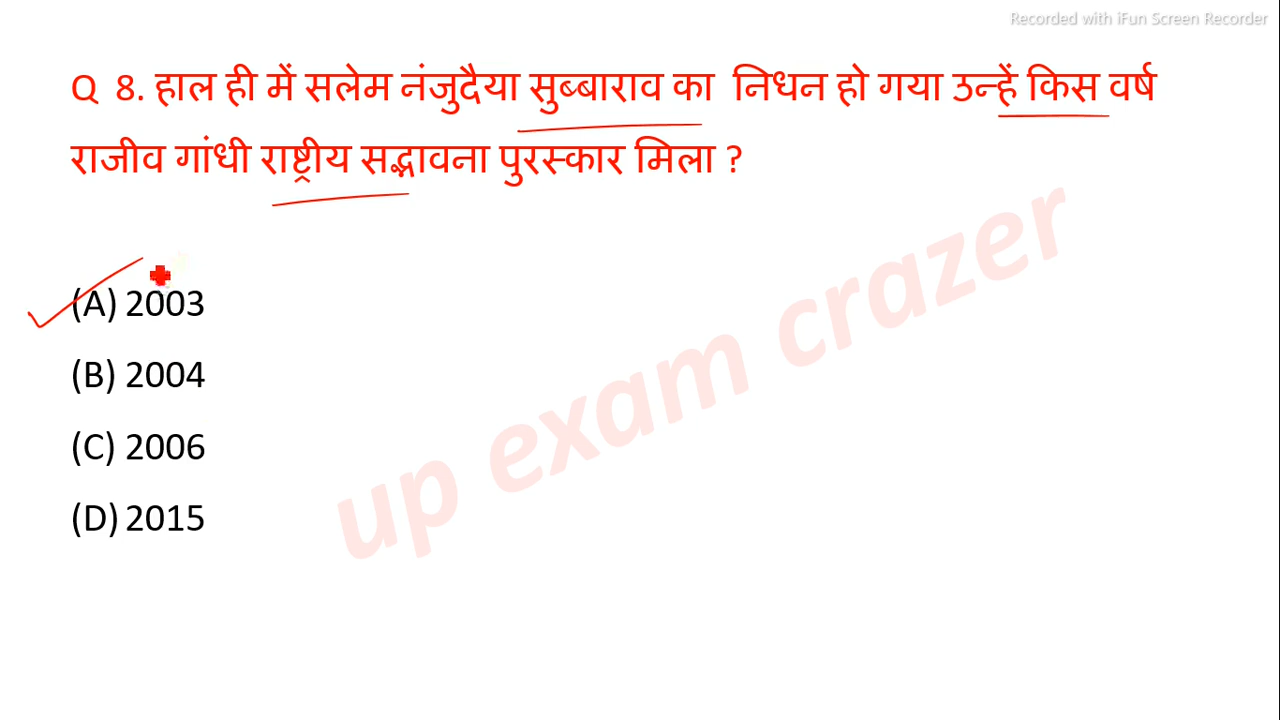 Recorded with iFun Screen Recorder
Q 8. हाल ही में सलेम नंजुदैया सुब्बाराव का निधन हो गया उन्हें किस वर्ष
राजीव गांधी राष्ट्रीय सद्भावना पुरस्कार मिला ?
(A) 2003
(B) 2004
(C) 2006
(D) 2015
up exam crazer